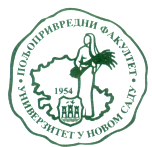 ПОЉОПРИВРЕДНИ ФАКУЛТЕТ
УНИВЕРЗИТЕТ У НОВОМ САДУ
1954